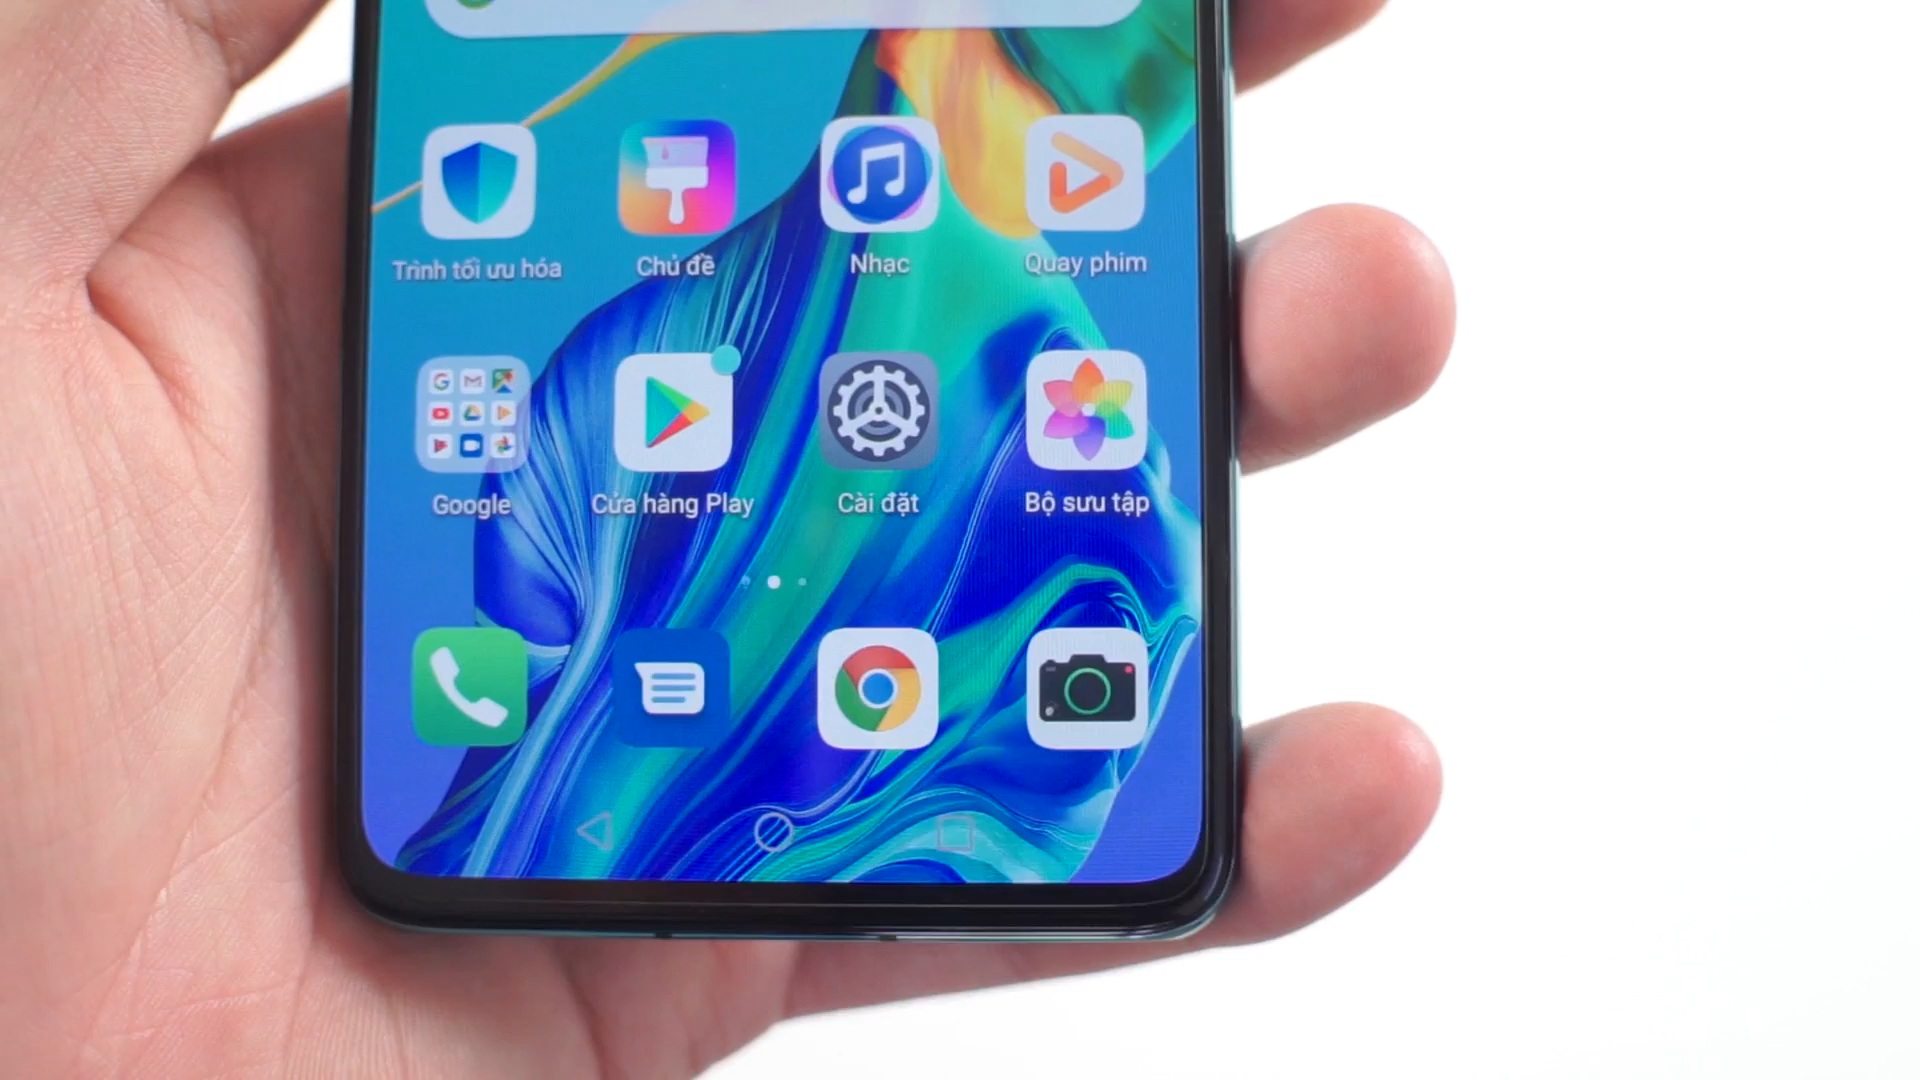 Trình tối ưu hóa
Chủ đề
Nhạc
Quay phim
Google
Cửa hàng Play
Cài đặt
Bộ sưu tập